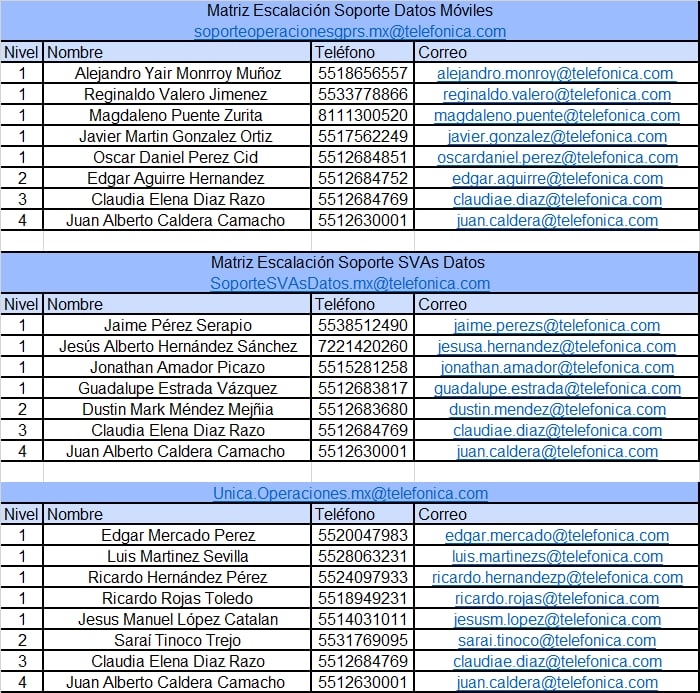 Matriz Escalación Soporte Datos Móviles
soporteoperacionesgprs.mx@telefonica.com
Nivel Nombre Teléfono Correo
1 Alejandro Yair Monrroy Muñoz 5518656557 alejandro.monroy@telefonica.com
1 Reginaldo Valero Jimenez 5533778866 reginaldo.valero@telefonica.com
1 Magdaleno Puente Zurita 8111300520 magdaleno.puente@telefonica.com
1 Javier Martin Gonzalez Ortiz 5517562249 javier.gonzalez@telefonica.com
1 Oscar Daniel Perez Cid 5512684851 oscardaniel.perez@telefonica.com
2 Edgar Aguirre Hernandez 5512684752 edgar.aguirre@telefonica.com
3 Claudia Elena Diaz Razo 5512684769 claudiae.diaz@telefonica.com
4 Juan Alberto Caldera Camacho 5512630001 juan.caldera@telefonica.com
Matriz Escalación Soporte SVAs Datos
SoporteSVAsDatos.mx@telefonica.com
Nivel Nombre Teléfono Correo
1 Jaime Pérez Serapio 5538512490 jaime.perezs@telefonica.com
1 Jesús Alberto Hernández Sánchez 7221420260 jesusa.hernandez@telefonica.com
1 Jonathan Amador Picazo 5515281258 jonathan.amador@telefonica.com
1 Guadalupe Estrada Vázquez 5512683817 guadalupe.estrada@telefonica.com
2 Dustin Mark Méndez Mejñia 5512683680 dustin.mendez@telefonica.com
3 Claudia Elena Diaz Razo 5512684769 claudiae.diaz@telefonica.com
4 Juan Alberto Caldera Camacho 5512630001 juan.caldera@telefonica.com
Unica.Operaciones.mx@telefonica.com
Nivel Nombre Teléfono Correo
1 Edgar Mercado Perez 5520047983 edgar.mercado@telefonica.com
1 Luis Martinez Sevilla 5528063231 luis.martinezs@telefonica.com
1 Ricardo Hernández Pérez 5524097933 ricardo.hernandezp@telefonica.com
1 Ricardo Rojas Toledo 5518949231 ricardo.rojas@telefonica.com
1 Jesus Manuel López Catalan 5514031011 jesusm.lopez@telefonica.com
2 Saraí Tinoco Trejo 5531769095 sarai.tinoco@telefonica.com
3 Claudia Elena Diaz Razo 5512684769 claudiae.diaz@telefonica.com
4 Juan Alberto Caldera Camacho 5512630001 juan.caldera@telefonica.com